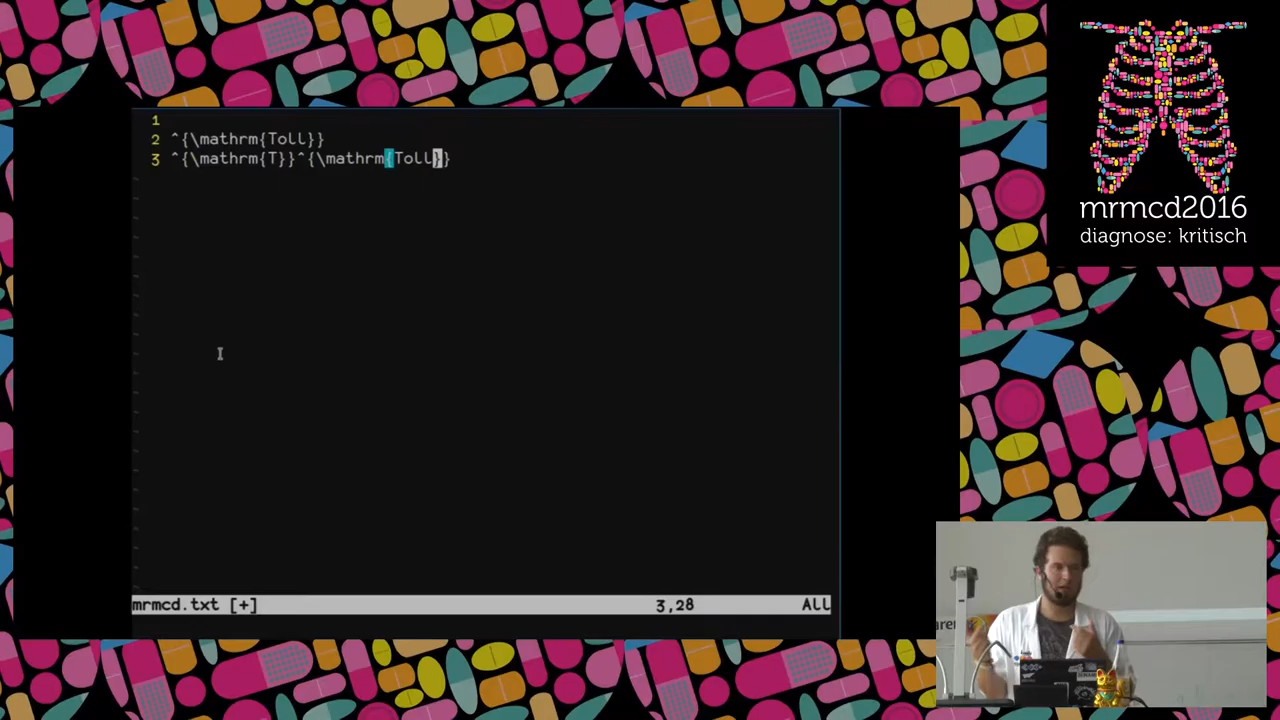 1
2 ^{\mathrm{Toll}}
3 ^{\mathrm{T}}^{\mathrm{Toll}}
mrmcd.txt [+] 3,28 All
mrmcd2016
diagnose: kritisch